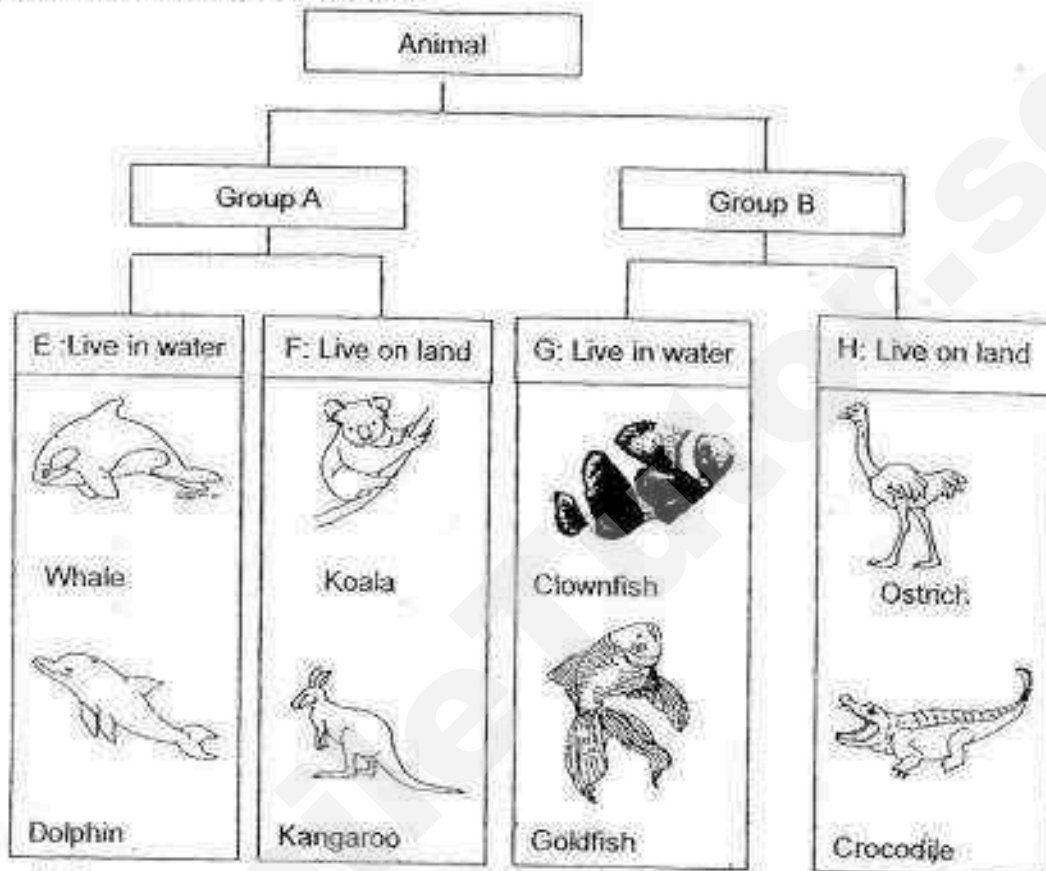 Animal
Group A
Group B
E :Live in water
F: Live on land
G: Live in water
H: Live on land
Whale
Koala
Clownfish
Ostrich
Dolphin
Kangaroo
Goldfish
Crocodile